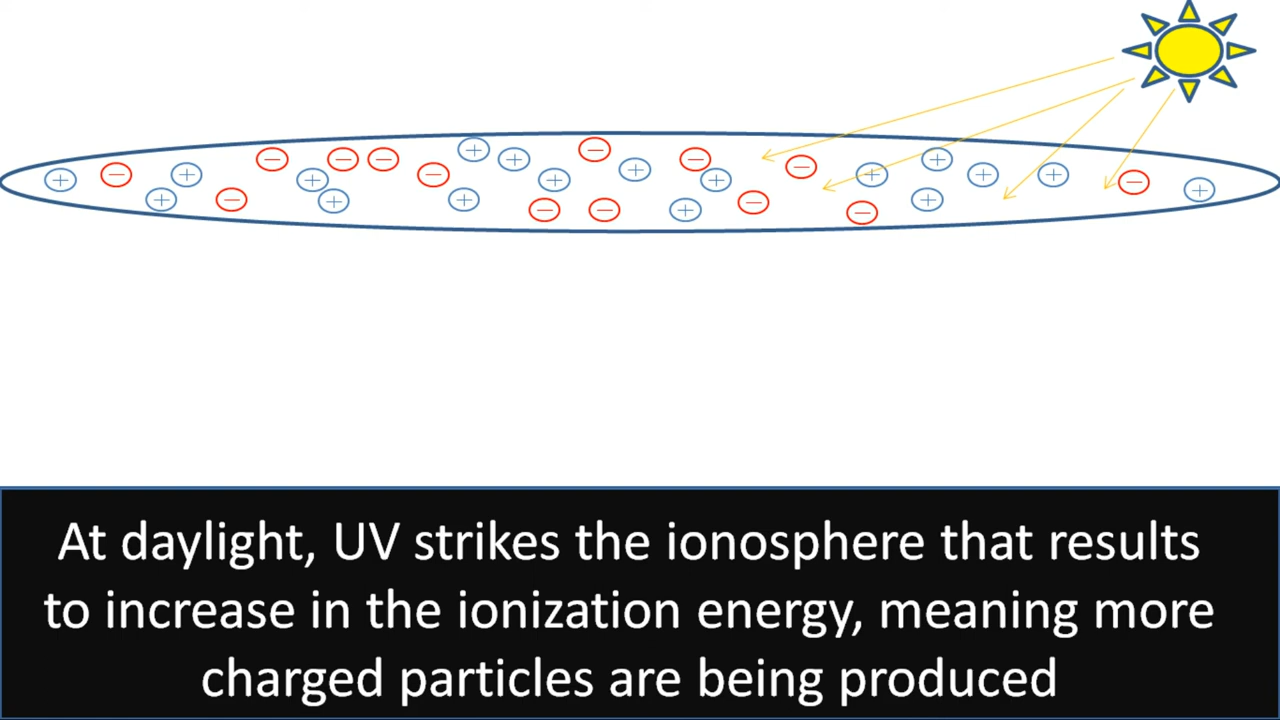 At daylight, UV strikes the ionosphere that results
to increase in the ionization energy, meaning more
charged particles are being produced